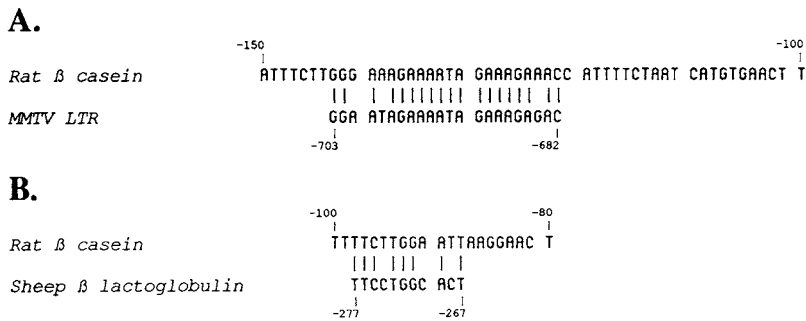 A.
-150 -100
Rat ß casein ATTTCTTGGG AAAGAAAATA GAAAGAAACC ATTTTCTAAT CATGTGAACT T
MMTV LTR GGA ATAGAAAATA GAAAGAGAC
-703 -682
B.
-100 -80
Rat ß casein TTTTCTTGGA ATTAAGGAAC T
Sheep ß lactoglobulin TTCCTGGC ACT
-277 -267